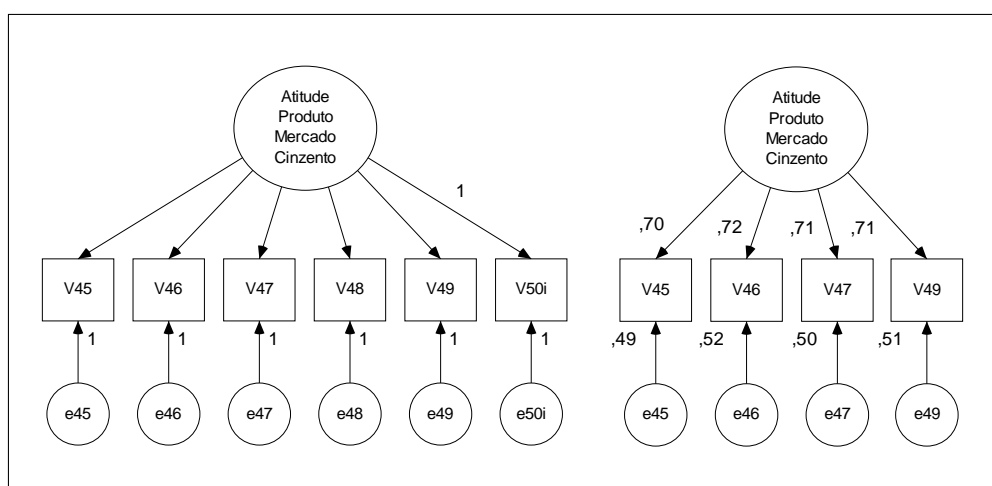 Atitude
Produto
Mercado
Cinzento
1
V45 V46 V47 V48 V49 V50i
1 1 1 1 1 1
e45 e46 e47 e48 e49 e50i
Atitude
Produto
Mercado
Cinzento
,70 ,72 ,71 ,71
V45 V46 V47 V49
,49 ,52 ,50 ,51
e45 e46 e47 e49